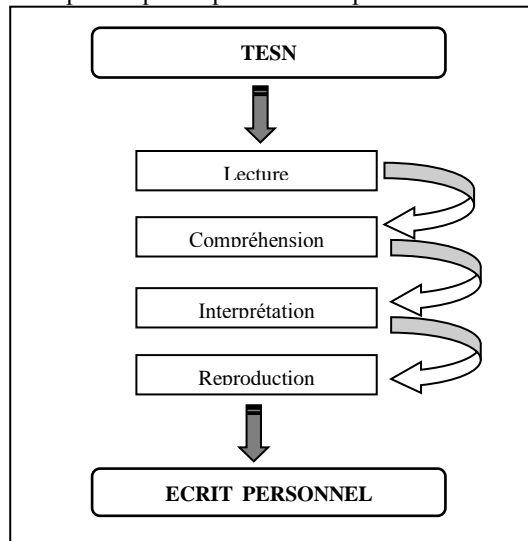 TESN
Lecture
Compréhension
Interprétation
Reproduction
ECRIT PERSONNEL